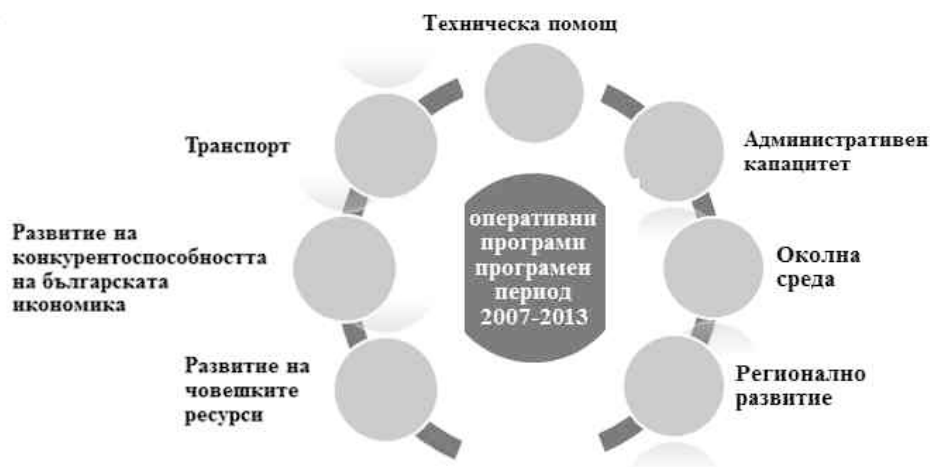 Техническа помощ
Транспорт
Административен
капацитет
Развитие на
конкурентоспособността
на българската
икономика
оперативни
програми
програмен
период
2007-2013
Околна
среда
Развитие на
човешките
ресурси
Регионално
развитие